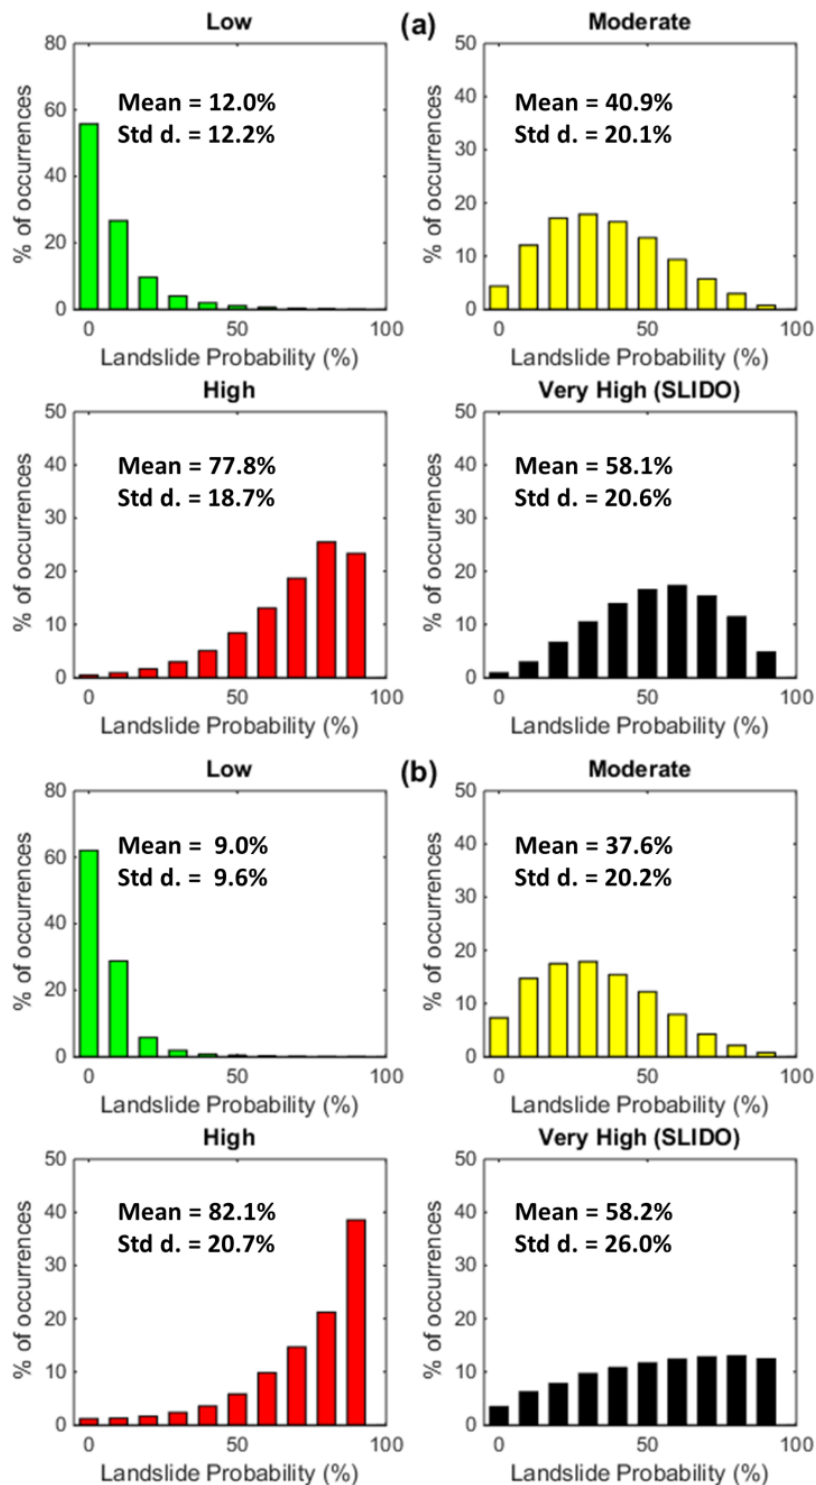 Low
(a)
Moderate
80
60
40
20
0
% of occurrences
Mean = 12.0%
Std d. = 12.2%
0
50
100
Landslide Probability (%)
50
40
30
20
10
0
% of occurrences
Mean = 40.9%
Std d. = 20.1%
0
50
100
Landslide Probability (%)
High
Very High (SLIDO)
50
40
30
20
10
0
% of occurrences
Mean = 77.8%
Std d. = 18.7%
0
50
100
Landslide Probability (%)
50
40
30
20
10
0
% of occurrences
Mean = 58.1%
Std d. = 20.6%
0
50
100
Landslide Probability (%)
Low
(b)
Moderate
80
60
40
20
0
% of occurrences
Mean = 9.0%
Std d. = 9.6%
0
50
100
Landslide Probability (%)
50
40
30
20
10
0
% of occurrences
Mean = 37.6%
Std d. = 20.2%
0
50
100
Landslide Probability (%)
High
Very High (SLIDO)
50
40
30
20
10
0
% of occurrences
Mean = 82.1%
Std d. = 20.7%
0
50
100
Landslide Probability (%)
50
40
30
20
10
0
% of occurrences
Mean = 58.2%
Std d. = 26.0%
0
50
100
Landslide Probability (%)